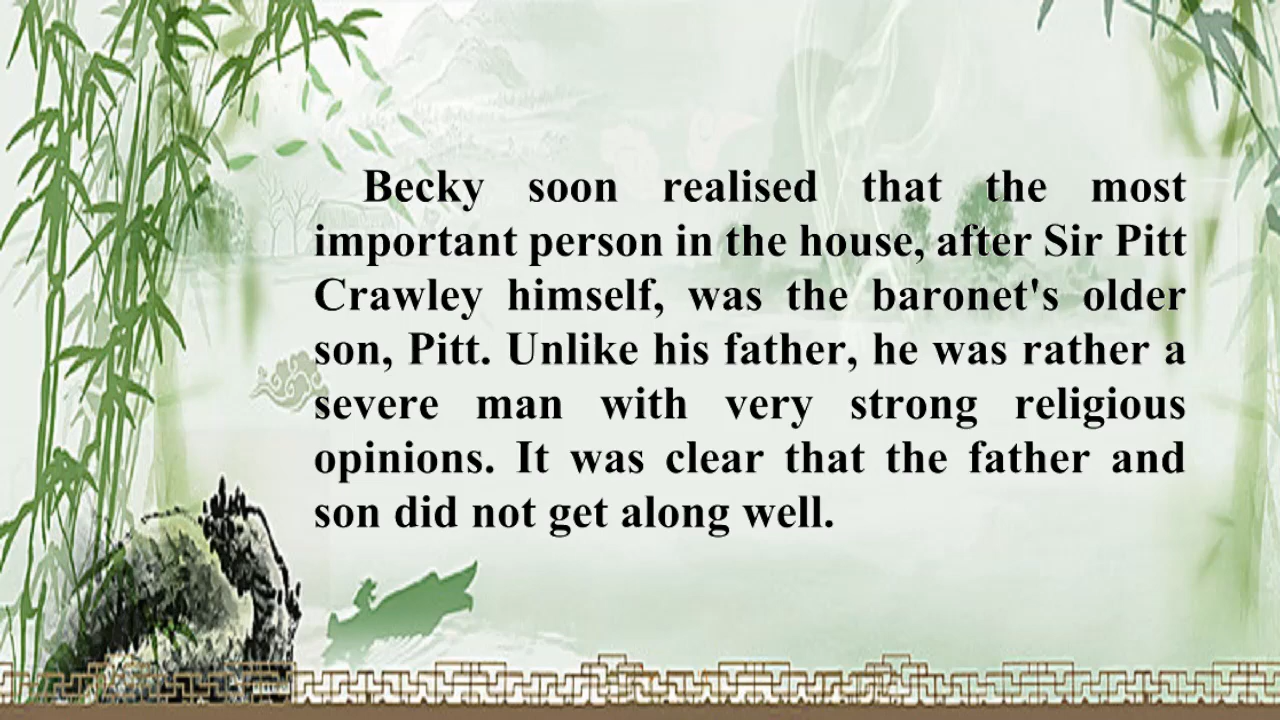 Becky soon realised that the most
important person in the house, after Sir Pitt
Crawley himself, was the baronet's older
son, Pitt. Unlike his father, he was rather a
severe man with very strong religious
opinions. It was clear that the father and
son did not get along well.